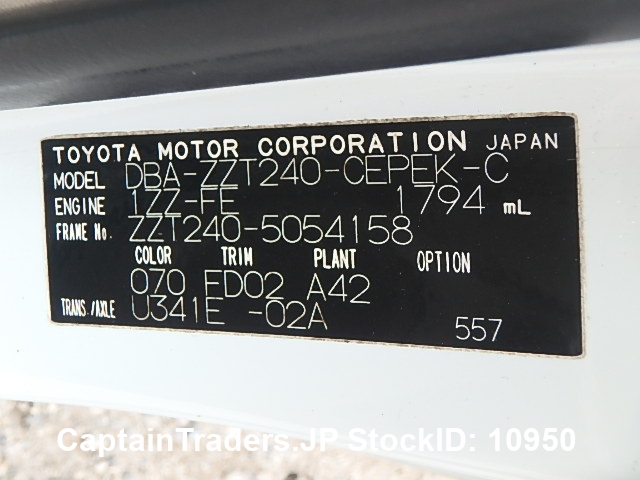 TOYOTA MOTOR CORPORATION JAPAN
MODEL DBA-ZZT240-CEPEK-C
ENGINE 1ZZ-FE 1794 mL
FRAME No. ZZT240-5054158
COLOR TRIM PLANT OPTION
070 FD02 A42
TRANS./AXLE U341E -02A
557
CaptainTraders.JP StockID: 10950